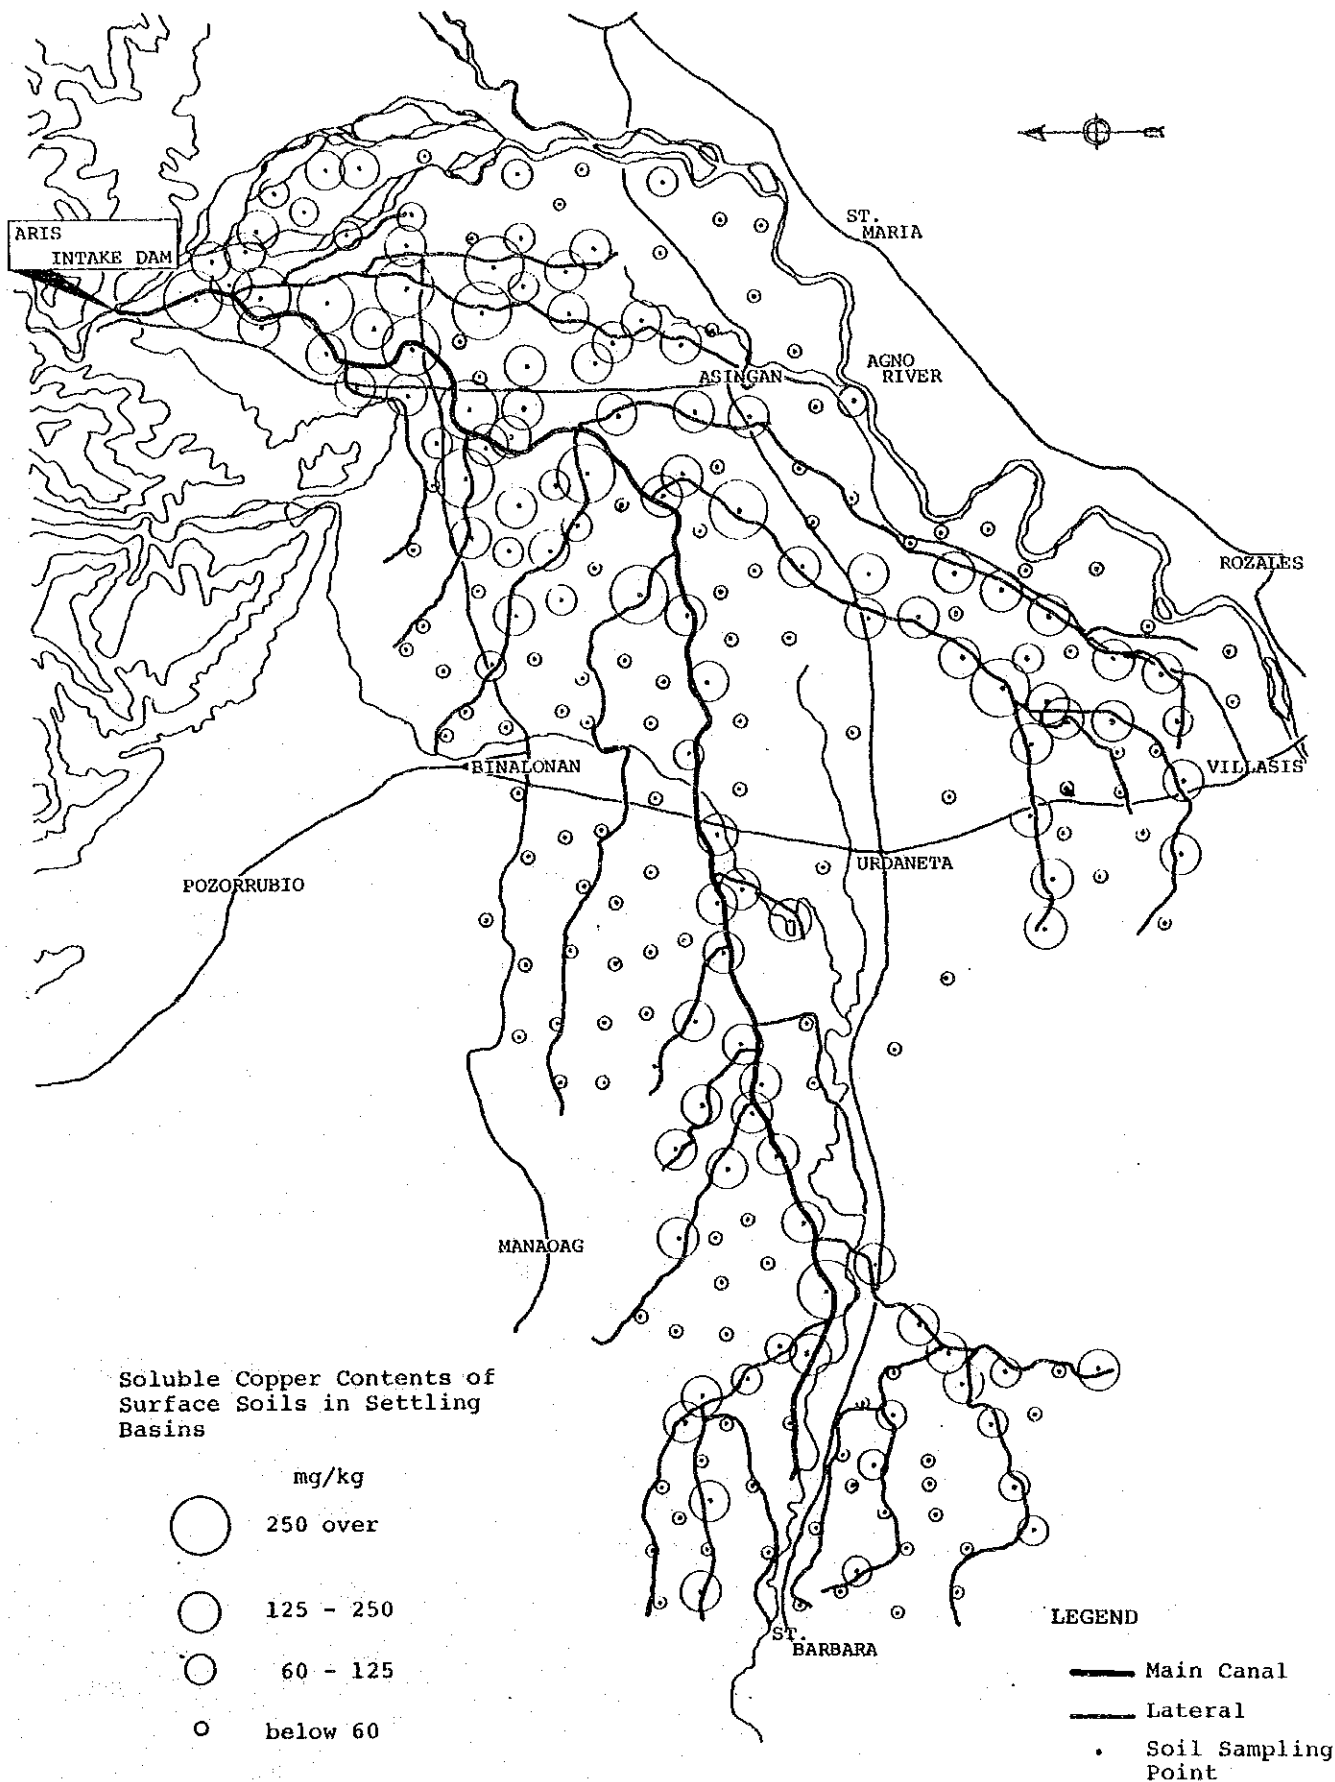 ST.
MARIA
ARIS
INTAKE DAM
AGNO
RIVER
ASINGAN
ROZALES
BINALONAN
VILLASIS
URDANETA
POZORRUBIO
MANAOAG
Soluble Copper Contents of
Surface Soils in Settling
Basins
mg/kg
250 over
125 - 250
60 - 125
below 60
ST.
BARBARA
LEGEND
Main Canal
Lateral
Soil Sampling
Point